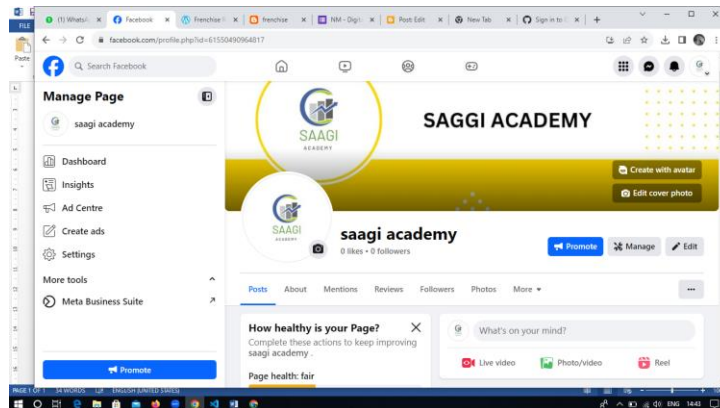 (1) WhatsA
Facebook
Frenchise
frenchise
NM - Digit
Post: Edit
New Tab
Sign in to
FILE
facebook.com/profile.php?id=61550490964817
Paste
Search Facebook
Manage Page
saagi academy
Dashboard
Insights
Ad Centre
Create ads
Settings
More tools
Meta Business Suite
Promote
SAAGI
ACADEMY
SAGGI ACADEMY
Create with avatar
Edit cover photo
SAAGI
ACADEMY
saagi academy
0 likes • 0 followers
Promote
Manage
Edit
Posts
About
Mentions
Reviews
Followers
Photos
More
How healthy is your Page?
Complete these actions to keep improving
saagi academy .
Page health: fair
What's on your mind?
Live video
Photo/video
Reel
PAGE 1 OF 1
34 WORDS
ENGLISH (UNITED STATES)
ENG
1443